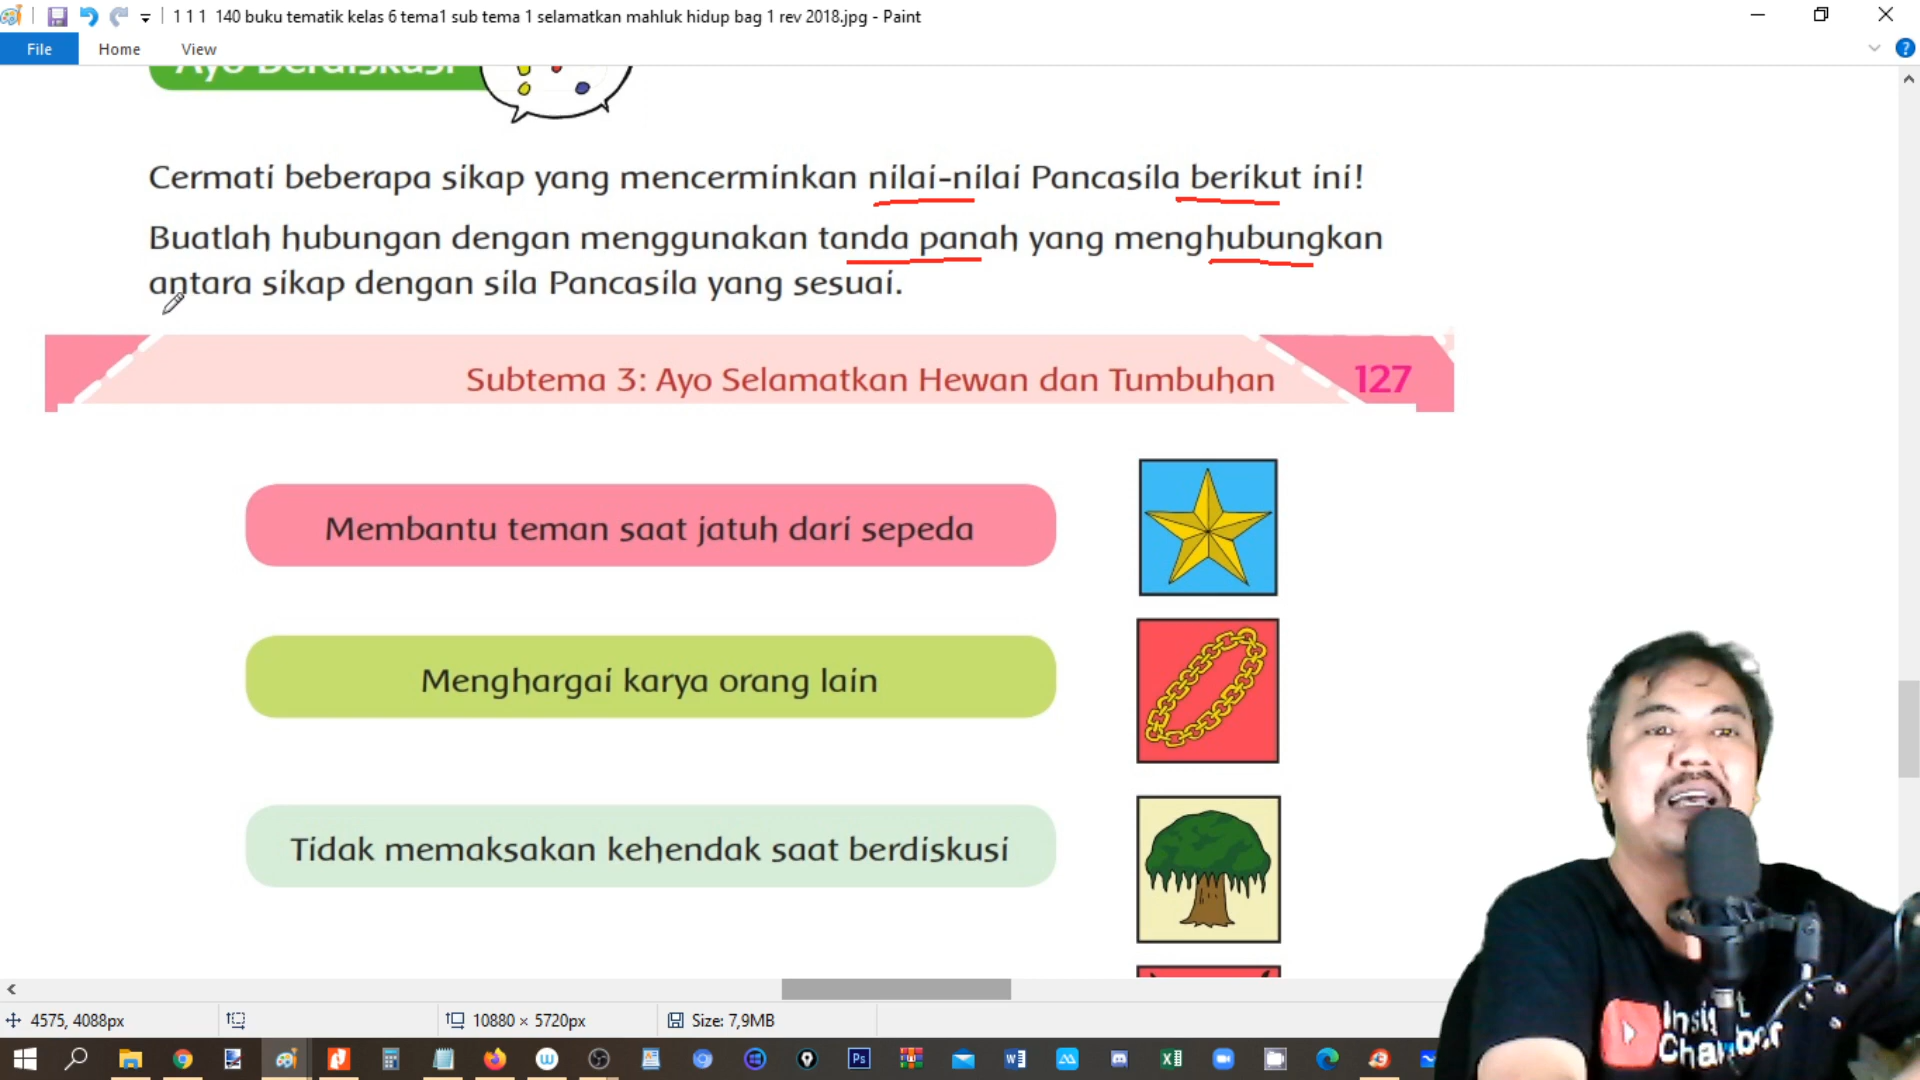 1 1 1 140 buku tematik kelas 6 tema1 sub tema 1 selamatkan mahluk hidup bag 1 rev 2018.jpg - Paint
File Home View
Ayo Berdiskusi
Cermati beberapa sikap yang mencerminkan nilai-nilai Pancasila berikut ini!
Buatlah hubungan dengan menggunakan tanda panah yang menghubungkan
antara sikap dengan sila Pancasila yang sesuai.
Subtema 3: Ayo Selamatkan Hewan dan Tumbuhan 127
Membantu teman saat jatuh dari sepeda
Menghargai karya orang lain
Tidak memaksakan kehendak saat berdiskusi
4575, 4088px 10880 × 5720px Size: 7,9MB
Ps